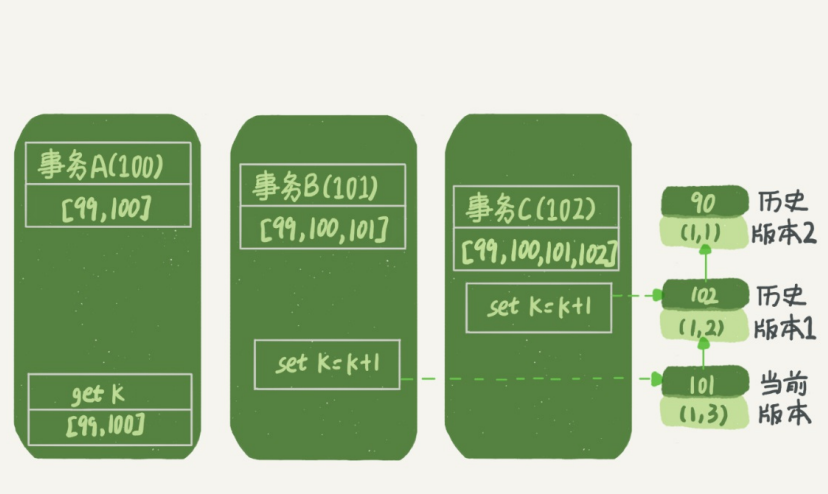 事务A(100)
[99,100]
get k
[99,100]
事务B(101)
[99,100,101]
set k=k+1
事务C(102)
[99,100,101,102]
set k=k+1
90
(1,1)
历史
版本2
102
(1,2)
历史
版本1
101
(1,3)
当前
版本